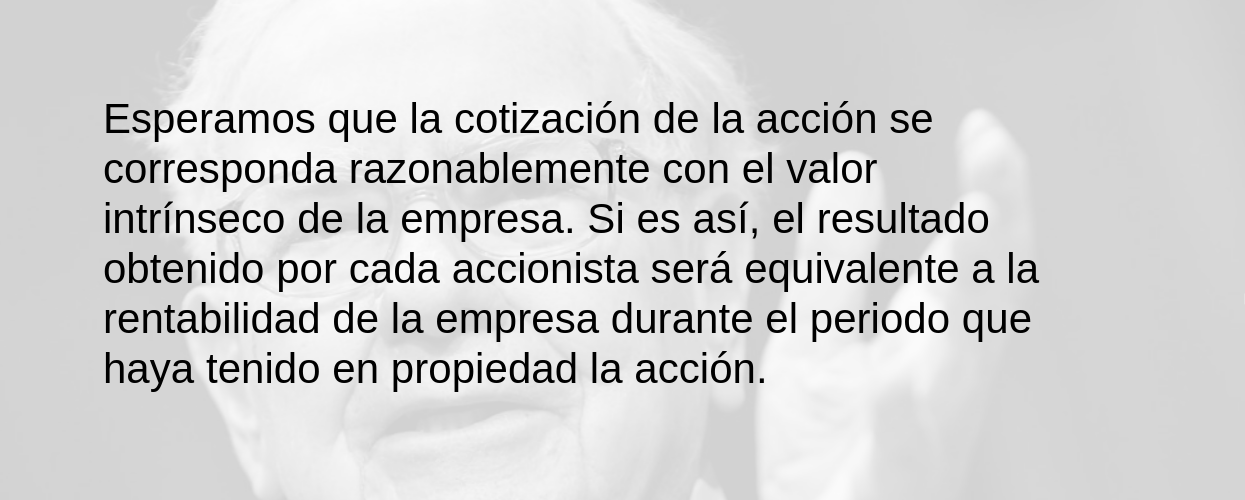 Esperamos que la cotización de la acción se
corresponda razonablemente con el valor
intrínseco de la empresa. Si es así, el resultado
obtenido por cada accionista será equivalente a la
rentabilidad de la empresa durante el periodo que
haya tenido en propiedad la acción.